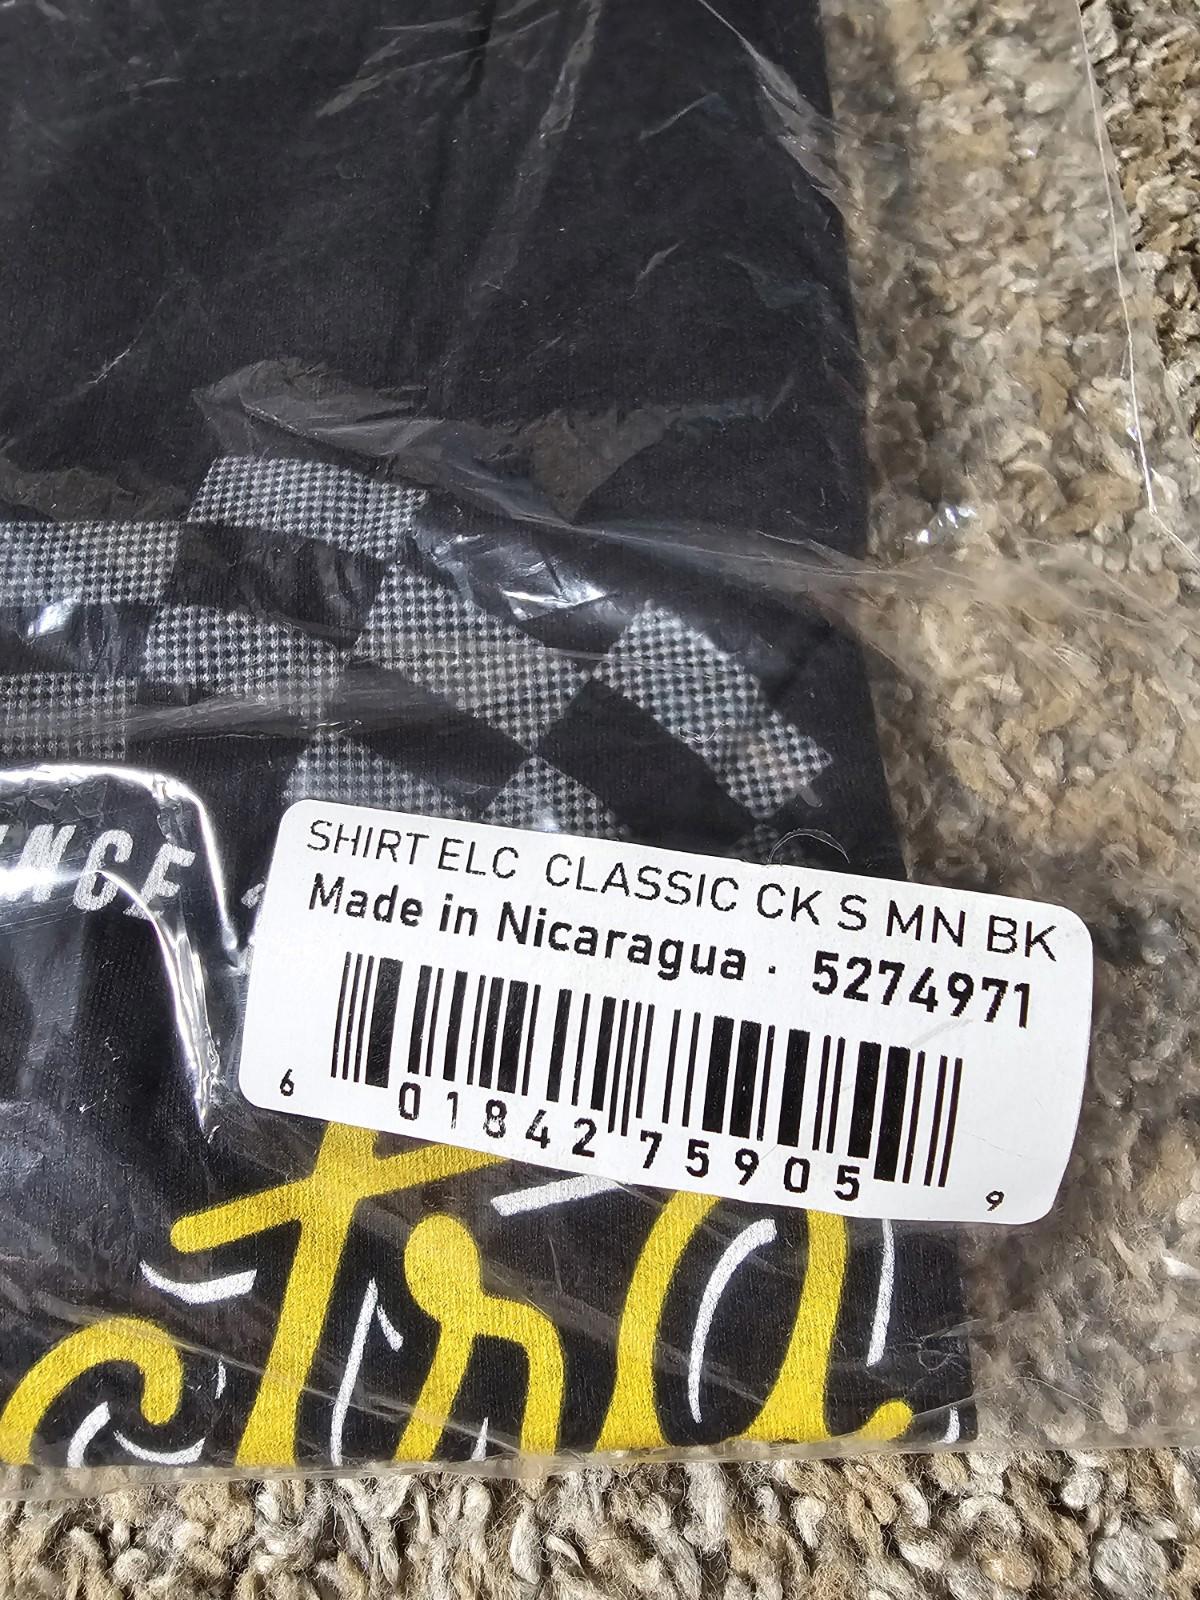 SHIRT ELC CLASSIC CK S MN BK
Made in Nicaragua · 5274971
6 01842 75905 9